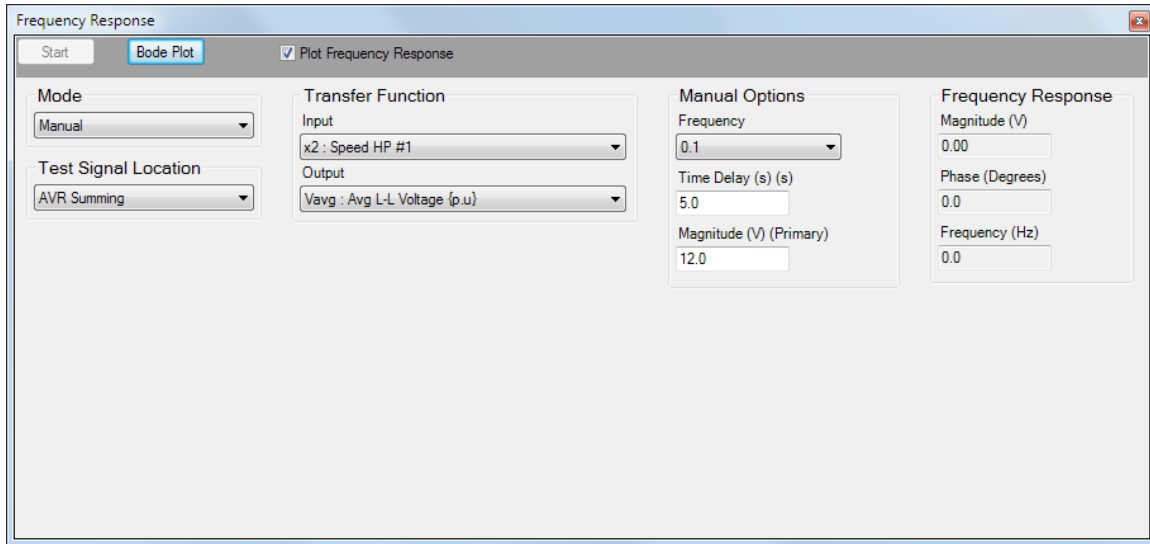 Frequency Response
Start
Bode Plot
Plot Frequency Response
Mode
Manual
Test Signal Location
AVR Summing
Transfer Function
Input
x2 : Speed HP #1
Output
Vavg : Avg L-L Voltage {p.u}
Manual Options
Frequency
0.1
Time Delay (s) (s)
5.0
Magnitude (V) (Primary)
12.0
Frequency Response
Magnitude (V)
0.00
Phase (Degrees)
0.0
Frequency (Hz)
0.0